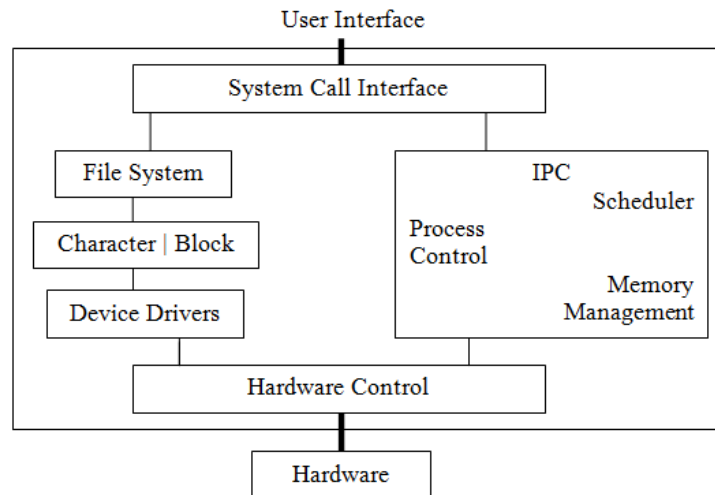 User Interface
System Call Interface
File System
IPC
Scheduler
Process
Control
Character | Block
Memory
Management
Device Drivers
Hardware Control
Hardware